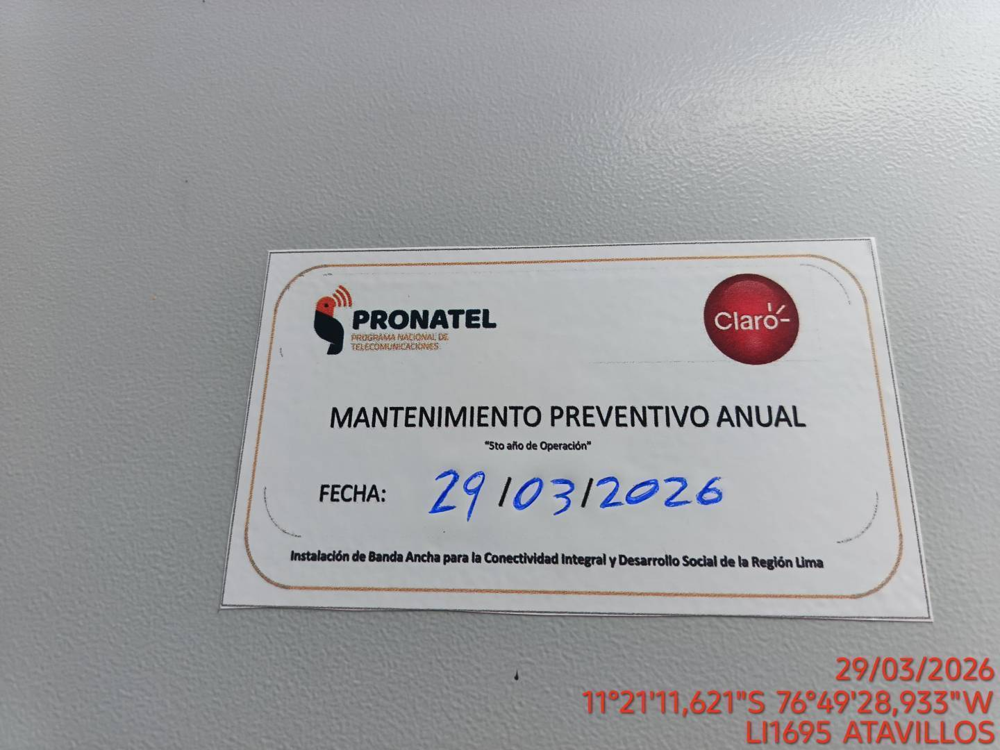 PRONATEL
PROGRAMA NACIONAL DE
TELECOMUNICACIONES
Claro
MANTENIMIENTO PREVENTIVO ANUAL
"5to año de Operación"
FECHA: 29/03/2026
Instalación de Banda Ancha para la Conectividad Integral y Desarrollo Social de la Región Lima
29/03/2026
11°21'11,621"S 76°49'28,933"W
LI1695 ATAVILLOS